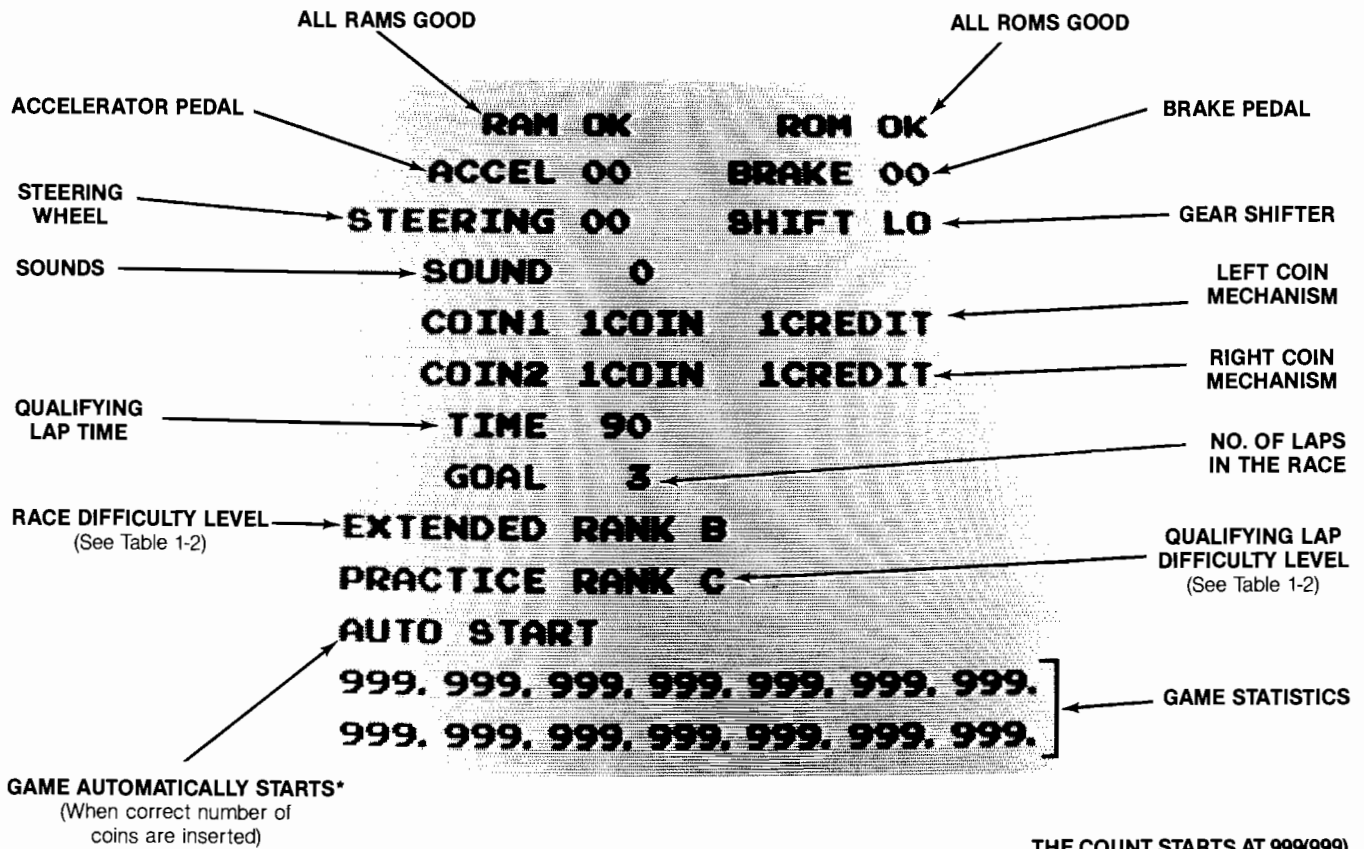 ALL RAMS GOOD
ALL ROMS GOOD
ACCELERATOR PEDAL
BRAKE PEDAL
STEERING
WHEEL
GEAR SHIFTER
SOUNDS
LEFT COIN
MECHANISM
RIGHT COIN
MECHANISM
QUALIFYING
LAP TIME
NO. OF LAPS
IN THE RACE
RACE DIFFICULTY LEVEL
(See Table 1-2)
QUALIFYING LAP
DIFFICULTY LEVEL
(See Table 1-2)
RAM OK ROM OK
ACCEL 00 BRAKE 00
STEERING 00 SHIFT LO
SOUND 0
COIN1 1COIN 1CREDIT
COIN2 1COIN 1CREDIT
TIME 90
GOAL 3
EXTENDED RANK B
PRACTICE RANK C
AUTO START
999. 999. 999. 999. 999. 999. 999.
999. 999. 999. 999. 999. 999. 999.
GAME STATISTICS
GAME AUTOMATICALLY STARTS*
(When correct number of
coins are inserted)
THE COUNT STARTS AT 999(999)